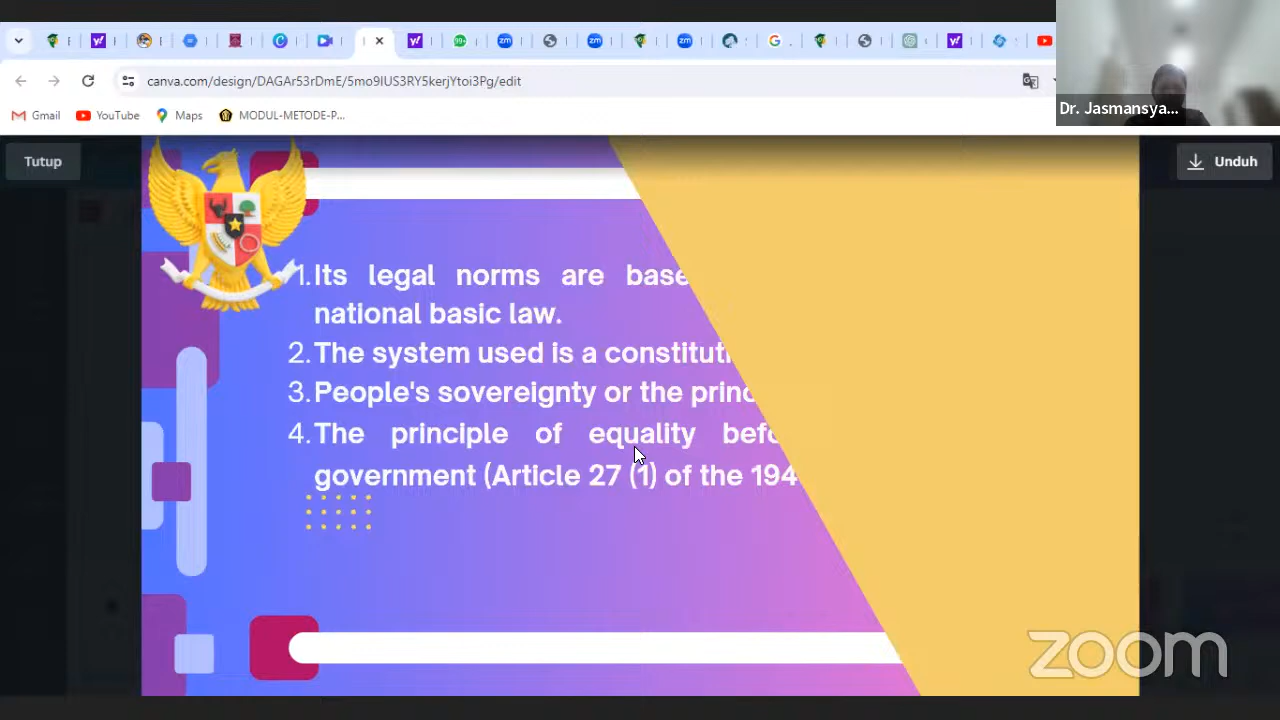 canva.com/design/DAGAr53rDmE/5mo9IUS3RY5kerjYtoi3Pg/edit
Gmail YouTube Maps MODUL-METODE-P...
Dr. Jasmansya...
Tutup
Unduh
1. Its legal norms are base
national basic law.
2. The system used is a constituti
3. People's sovereignty or the princ
4. The principle of equality befo
government (Article 27 (1) of the 194
zoom